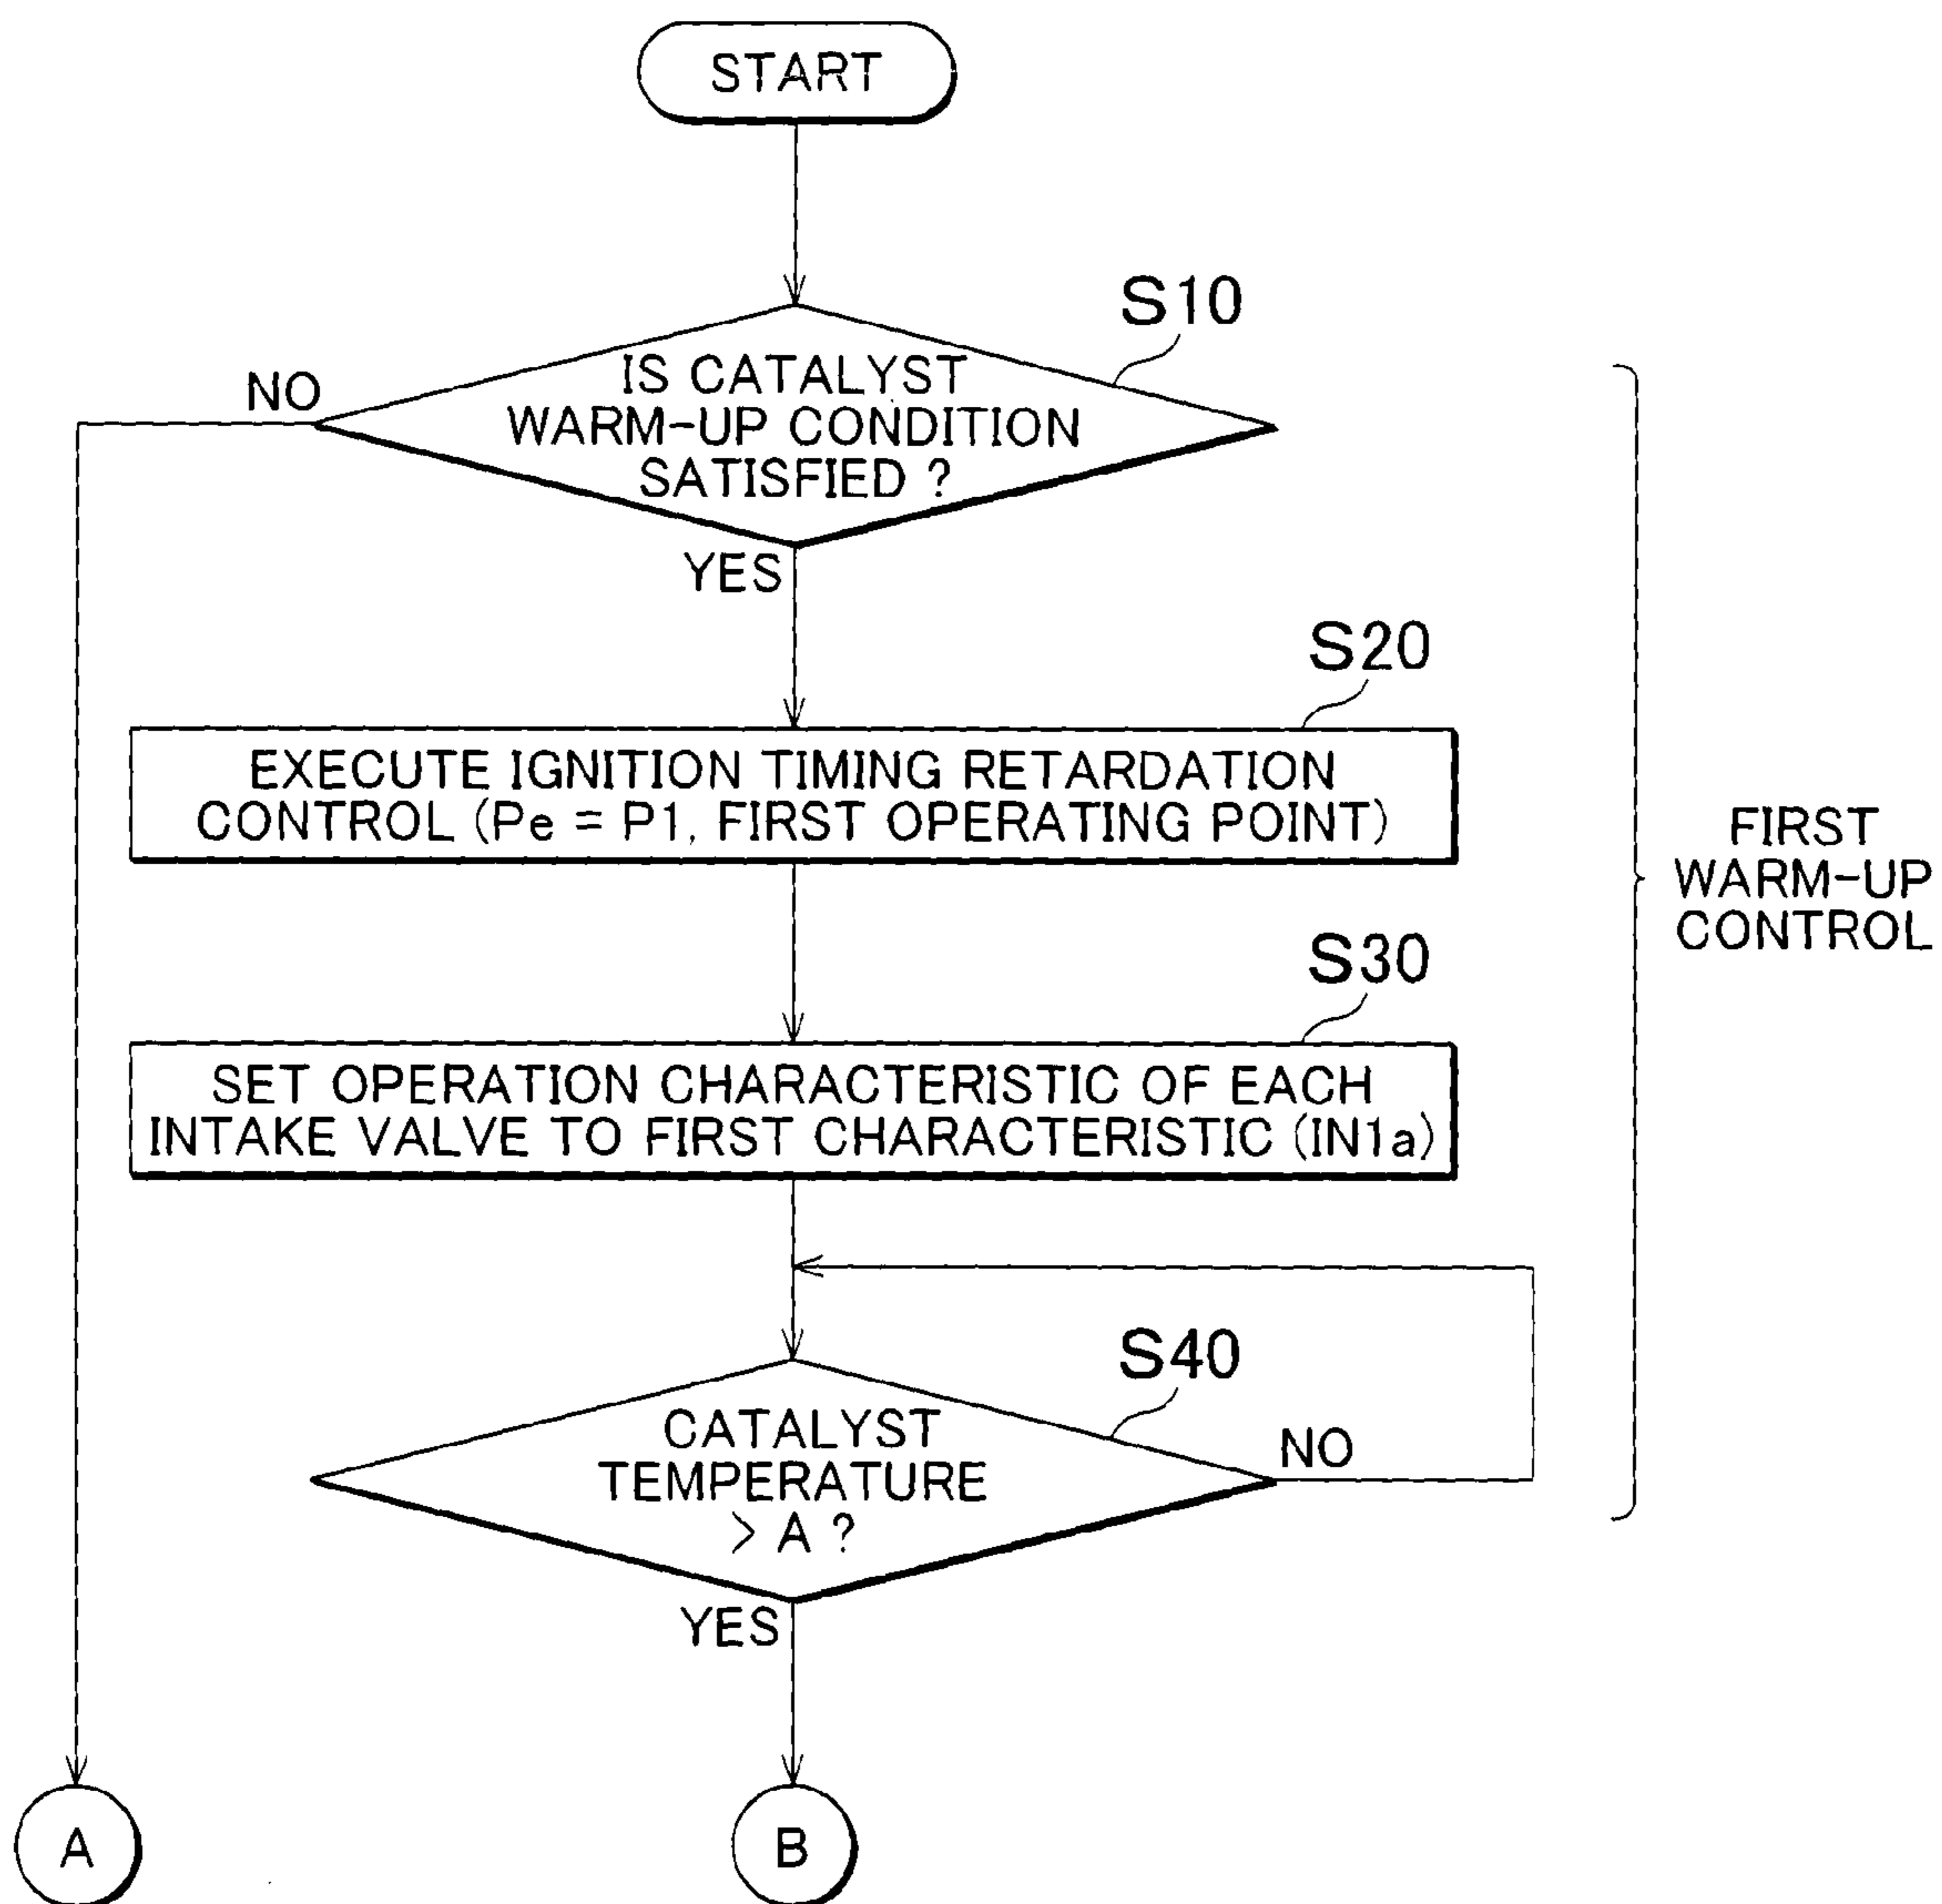 START
S10
IS CATALYST
WARM-UP CONDITION
SATISFIED ?
NO
YES
S20
EXECUTE IGNITION TIMING RETARDATION
CONTROL (Pe = P1, FIRST OPERATING POINT)
FIRST
WARM-UP
CONTROL
S30
SET OPERATION CHARACTERISTIC OF EACH
INTAKE VALVE TO FIRST CHARACTERISTIC (IN1a)
S40
CATALYST
TEMPERATURE
> A ?
NO
YES
A
B